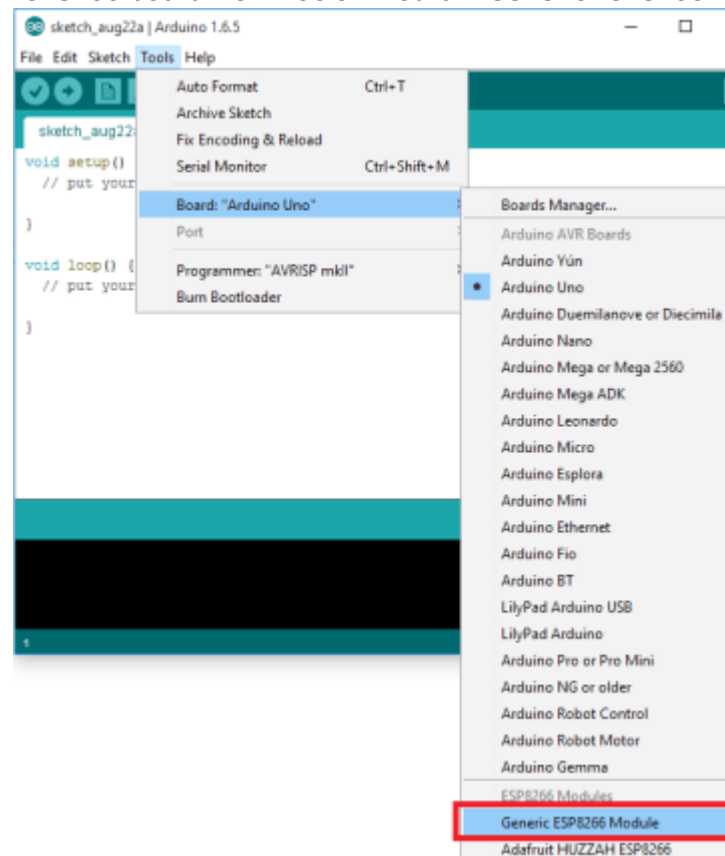 sketch_aug22a | Arduino 1.6.5
File Edit Sketch Tools Help
sketch_aug22
void setup()
// put your
}
void loop() {
// put your
}
1
Auto Format Ctrl+T
Archive Sketch
Fix Encoding & Reload
Serial Monitor Ctrl+Shift+M
Board: "Arduino Uno"
Port
Programmer: "AVRISP mkII"
Burn Bootloader
Boards Manager...
Arduino AVR Boards
Arduino Yún
Arduino Uno
Arduino Duemilanove or Diecimila
Arduino Nano
Arduino Mega or Mega 2560
Arduino Mega ADK
Arduino Leonardo
Arduino Micro
Arduino Esplora
Arduino Mini
Arduino Ethernet
Arduino Fio
Arduino BT
LilyPad Arduino USB
LilyPad Arduino
Arduino Pro or Pro Mini
Arduino NG or older
Arduino Robot Control
Arduino Robot Motor
Arduino Gemma
ESP8266 Modules
Generic ESP8266 Module
Adafruit HUZZAH ESP8266